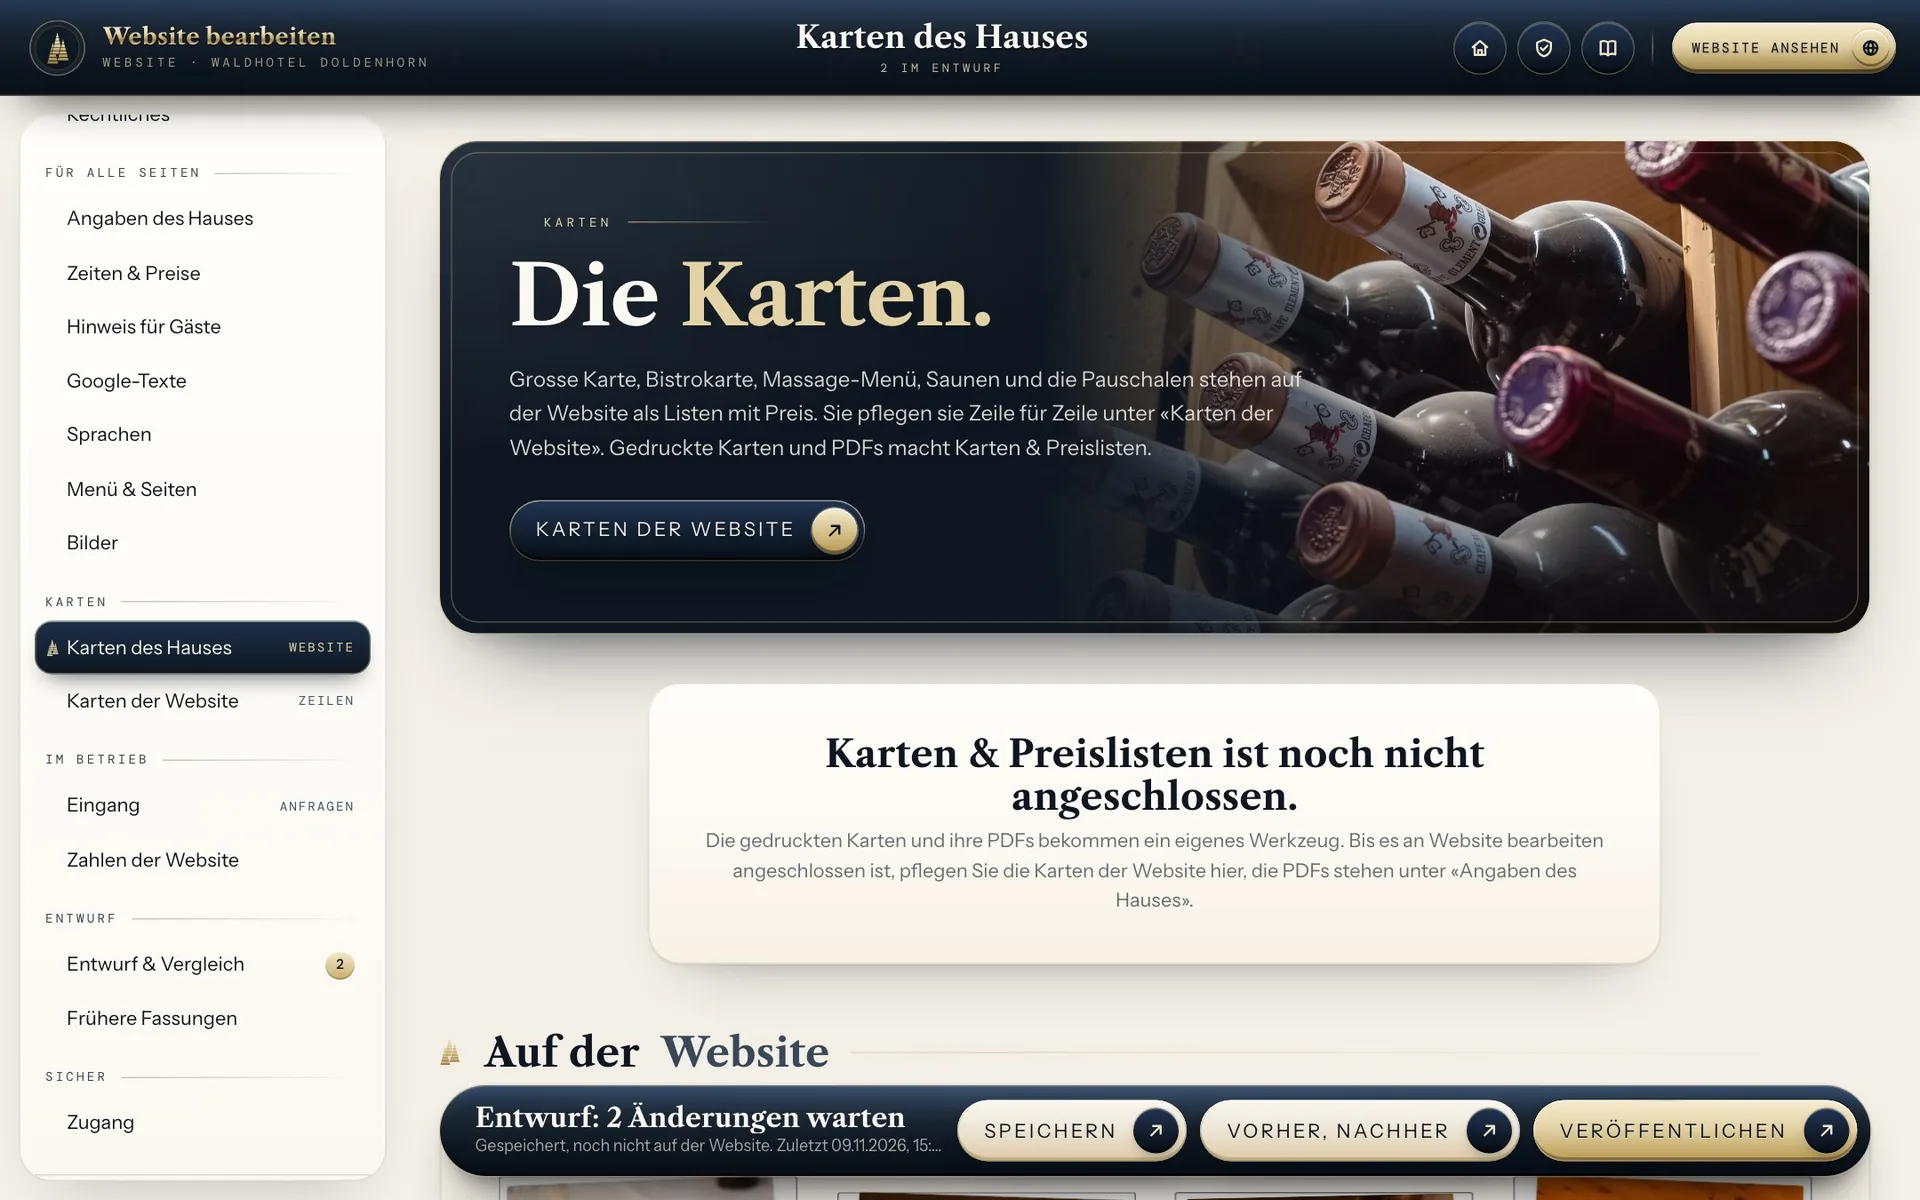 Website bearbeiten
WEBSITE · WALDHOTEL DOLDENHORN
Karten des Hauses
2 IM ENTWURF
WEBSITE ANSEHEN
Rechtliches
FÜR ALLE SEITEN
Angaben des Hauses
Zeiten & Preise
Hinweis für Gäste
Google-Texte
Sprachen
Menü & Seiten
Bilder
KARTEN
Karten des Hauses WEBSITE
Karten der Website ZEILEN
IM BETRIEB
Eingang ANFRAGEN
Zahlen der Website
ENTWURF
Entwurf & Vergleich 2
Frühere Fassungen
SICHER
Zugang
KARTEN
Die Karten.
Grosse Karte, Bistrokarte, Massage-Menü, Saunen und die Pauschalen stehen auf
der Website als Listen mit Preis. Sie pflegen sie Zeile für Zeile unter «Karten der
Website». Gedruckte Karten und PDFs macht Karten & Preislisten.
KARTEN DER WEBSITE
Karten & Preislisten ist noch nicht
angeschlossen.
Die gedruckten Karten und ihre PDFs bekommen ein eigenes Werkzeug. Bis es an Website bearbeiten
angeschlossen ist, pflegen Sie die Karten der Website hier, die PDFs stehen unter «Angaben des
Hauses».
Auf der Website
Entwurf: 2 Änderungen warten
Gespeichert, noch nicht auf der Website. Zuletzt 09.11.2026, 15:...
SPEICHERN
VORHER, NACHHER
VERÖFFENTLICHEN